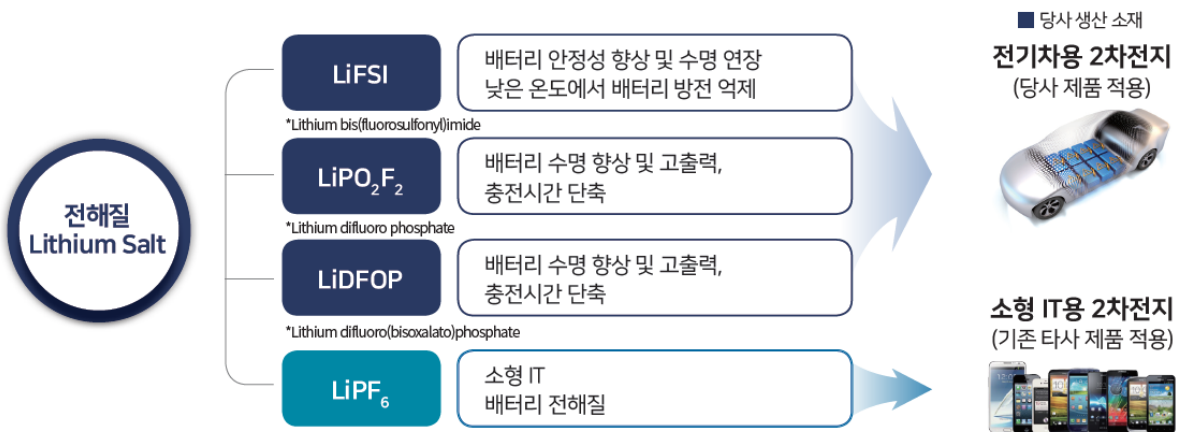 전해질
Lithium Salt
LiFSI
배터리 안정성 향상 및 수명 연장
낮은 온도에서 배터리 방전 억제
*Lithium bis(fluorosulfonyl)imide
LiPO₂F₂
배터리 수명 향상 및 고출력,
충전시간 단축
*Lithium difluoro phosphate
LiDFOP
배터리 수명 향상 및 고출력,
충전시간 단축
*Lithium difluoro(bisoxalato)phosphate
LiPF₆
소형 IT
배터리 전해질
당사 생산 소재
전기차용 2차전지
(당사 제품 적용)
소형 IT용 2차전지
(기존 타사 제품 적용)